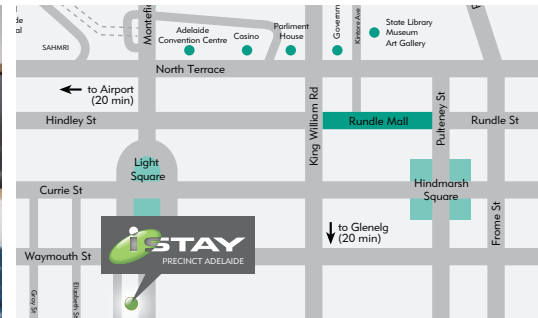 SAHMRI
Montefi
Adelaide
Convention Centre
Casino
Parliment
House
Governm
Kintore Ave
State Library
Museum
Art Gallery
North Terrace
to Airport
(20 min)
Hindley St
King William Rd
Rundle Mall
Pulteney St
Rundle St
Light
Square
Currie St
Hindmarsh
Square
Frome St
iSTAY
PRECINCT ADELAIDE
to Glenelg
(20 min)
Waymouth St
Gray St
Elizabeth St